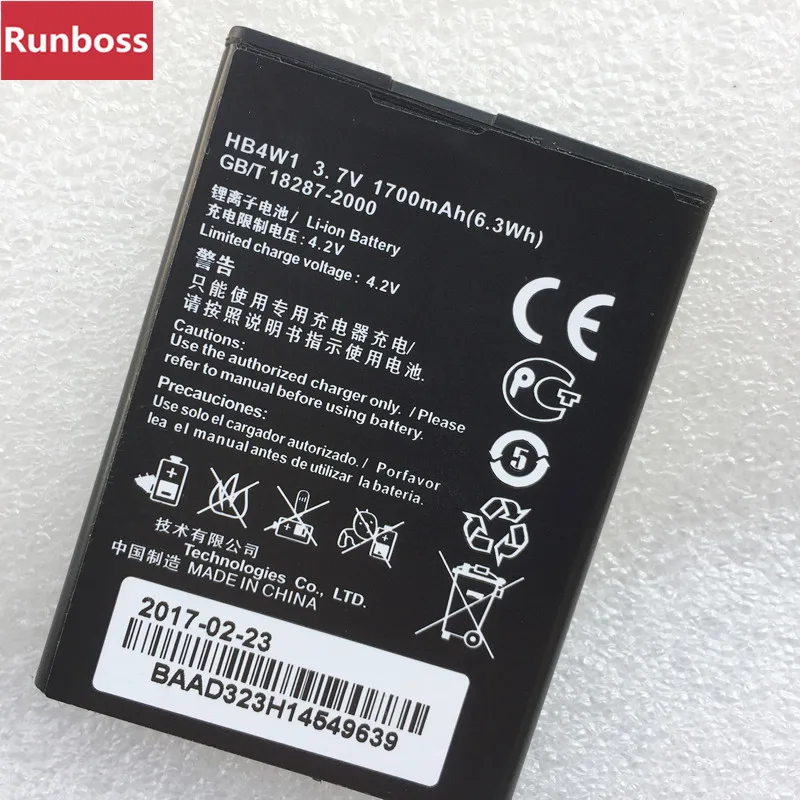 Runboss
HB4W1 3.7V 1700mAh(6.3Wh)
GB/T 18287-2000
锂离子电池/ Li-ion Battery
充电限制电压: 4.2V
Limited charge voltage : 4.2V
警告
只能使用专用充电器充电/
请按照说明书指示使用电池.
Cautions:
Use the authorized charger only. /Please
refer to manual before using battery.
Precauciones:
Use solo el cargador autorizado. / Porfavor
lea el manual antes de utilizar la bateria.
CE
PCT
5
技术有限公司
Technologies Co., LTD.
中国制造 MADE IN CHINA
2017-02-23
BAAD323H14549639